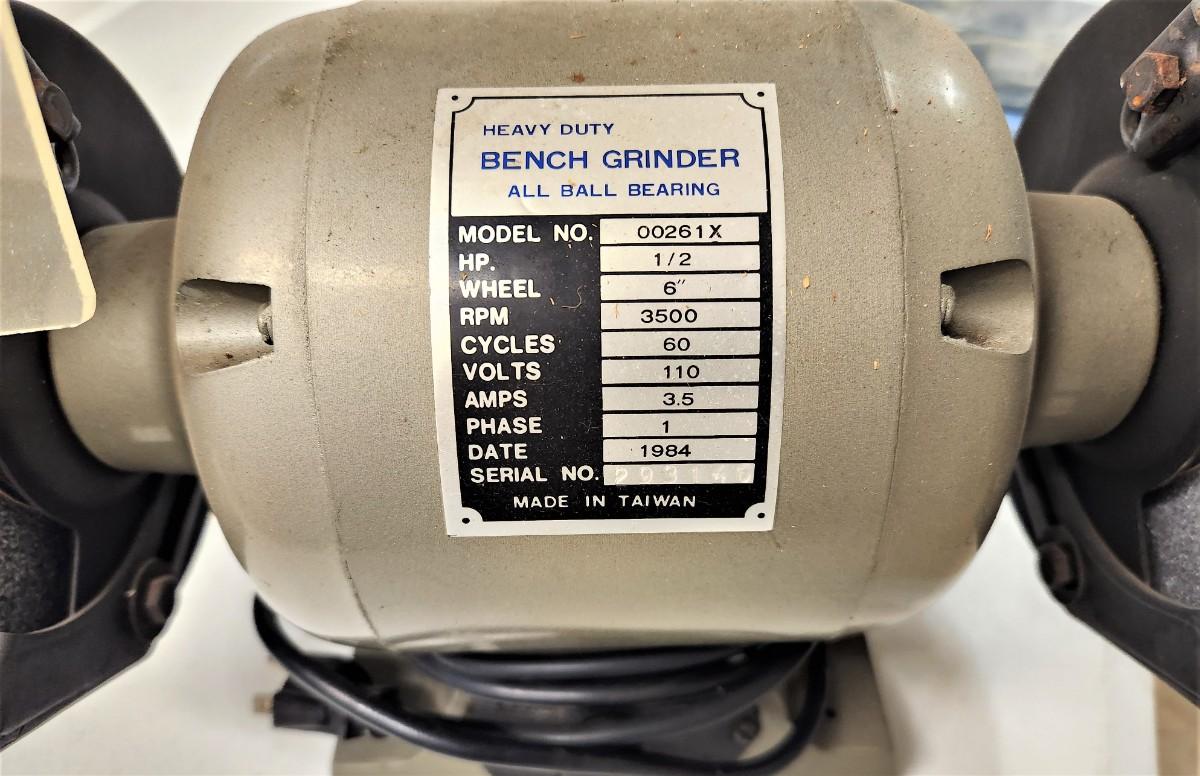 HEAVY DUTY
BENCH GRINDER
ALL BALL BEARING
MODEL NO. 00261X
HP. 1/2
WHEEL 6″
RPM 3500
CYCLES 60
VOLTS 110
AMPS 3.5
PHASE 1
DATE 1984
SERIAL NO.
MADE IN TAIWAN